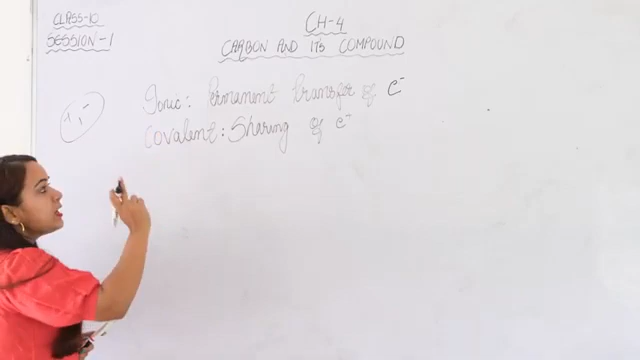 CLASS-10
SESSION-1
CH-4
CARBON AND ITS COMPOUND
Ionic: Permanent transfer of e⁻
Covalent: Sharing of e⁻
+, -